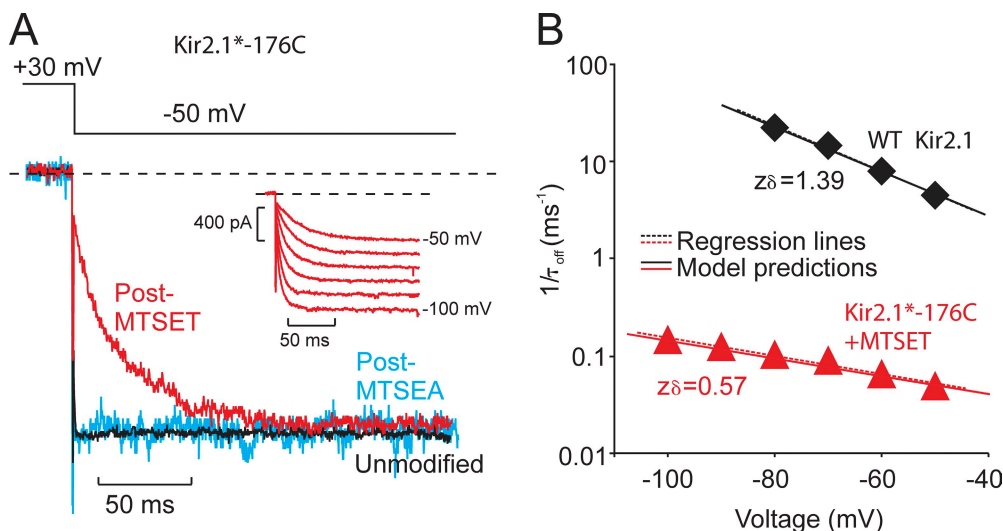 A
Kir2.1*-176C
+30 mV
-50 mV
400 pA
-50 mV
-100 mV
50 ms
Post-
MTSET
Post-
MTSEA
Unmodified
50 ms
B
100
10
1
0.1
0.01
1/τoff (ms-1)
WT Kir2.1
zδ=1.39
Regression lines
Model predictions
Kir2.1*-176C
+MTSET
zδ=0.57
-100
-80
-60
-40
Voltage (mV)